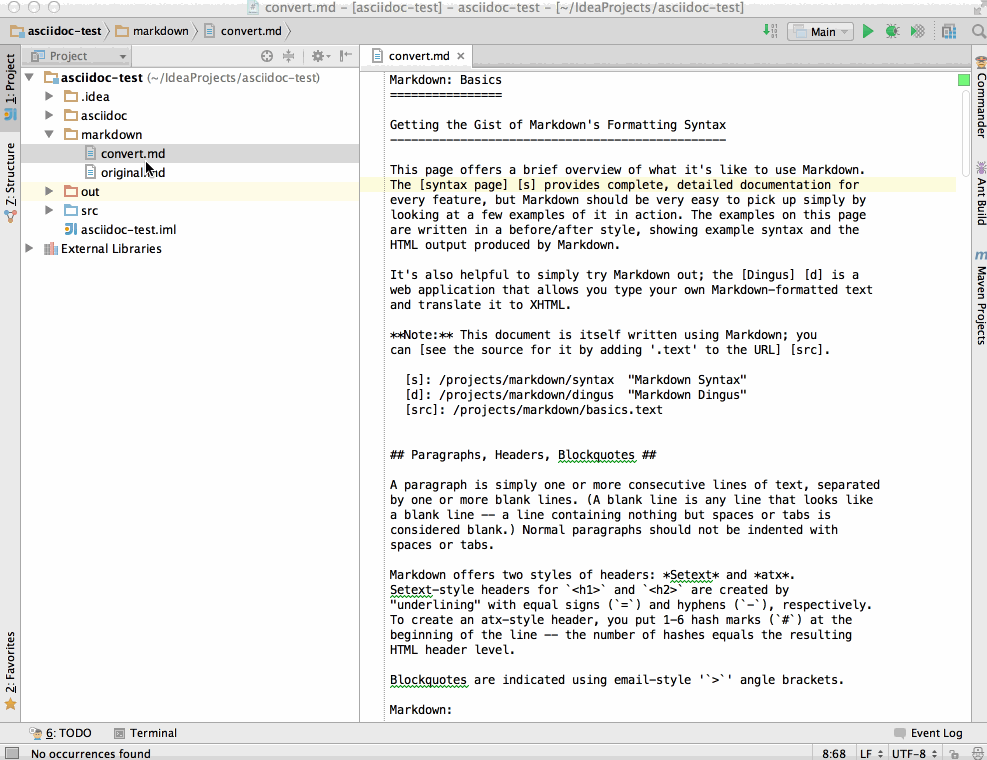 convert.md - [asciidoc-test] - asciidoc-test - [~/IdeaProjects/asciidoc-test]
asciidoc-test markdown convert.md
Main
1: Project
Z: Structure
2: Favorites
Project
asciidoc-test (~/IdeaProjects/asciidoc-test)
.idea
asciidoc
markdown
convert.md
original.md
out
src
asciidoc-test.iml
External Libraries
convert.md
Markdown: Basics
================
Getting the Gist of Markdown's Formatting Syntax
------------------------------------------------
This page offers a brief overview of what it's like to use Markdown.
The [syntax page] [s] provides complete, detailed documentation for
every feature, but Markdown should be very easy to pick up simply by
looking at a few examples of it in action. The examples on this page
are written in a before/after style, showing example syntax and the
HTML output produced by Markdown.
It's also helpful to simply try Markdown out; the [Dingus] [d] is a
web application that allows you type your own Markdown-formatted text
and translate it to XHTML.
**Note:** This document is itself written using Markdown; you
can [see the source for it by adding '.text' to the URL] [src].
[s]: /projects/markdown/syntax "Markdown Syntax"
[d]: /projects/markdown/dingus "Markdown Dingus"
[src]: /projects/markdown/basics.text
## Paragraphs, Headers, Blockquotes ##
A paragraph is simply one or more consecutive lines of text, separated
by one or more blank lines. (A blank line is any line that looks like
a blank line -- a line containing nothing but spaces or tabs is
considered blank.) Normal paragraphs should not be indented with
spaces or tabs.
Markdown offers two styles of headers: *Setext* and *atx*.
Setext-style headers for `<h1>` and `<h2>` are created by
"underlining" with equal signs (`=`) and hyphens (`-`), respectively.
To create an atx-style header, you put 1-6 hash marks (`#`) at the
beginning of the line -- the number of hashes equals the resulting
HTML header level.
Blockquotes are indicated using email-style '`>`' angle brackets.
Markdown:
Commander
Ant Build
Maven Projects
6: TODO
Terminal
Event Log
No occurrences found
8:68
LF
UTF-8